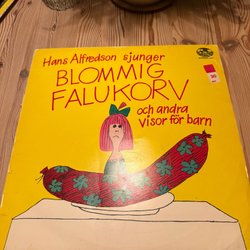 Hans Alfredson sjunger
BLOMMIG
FALUKORV
och andra
visor för barn